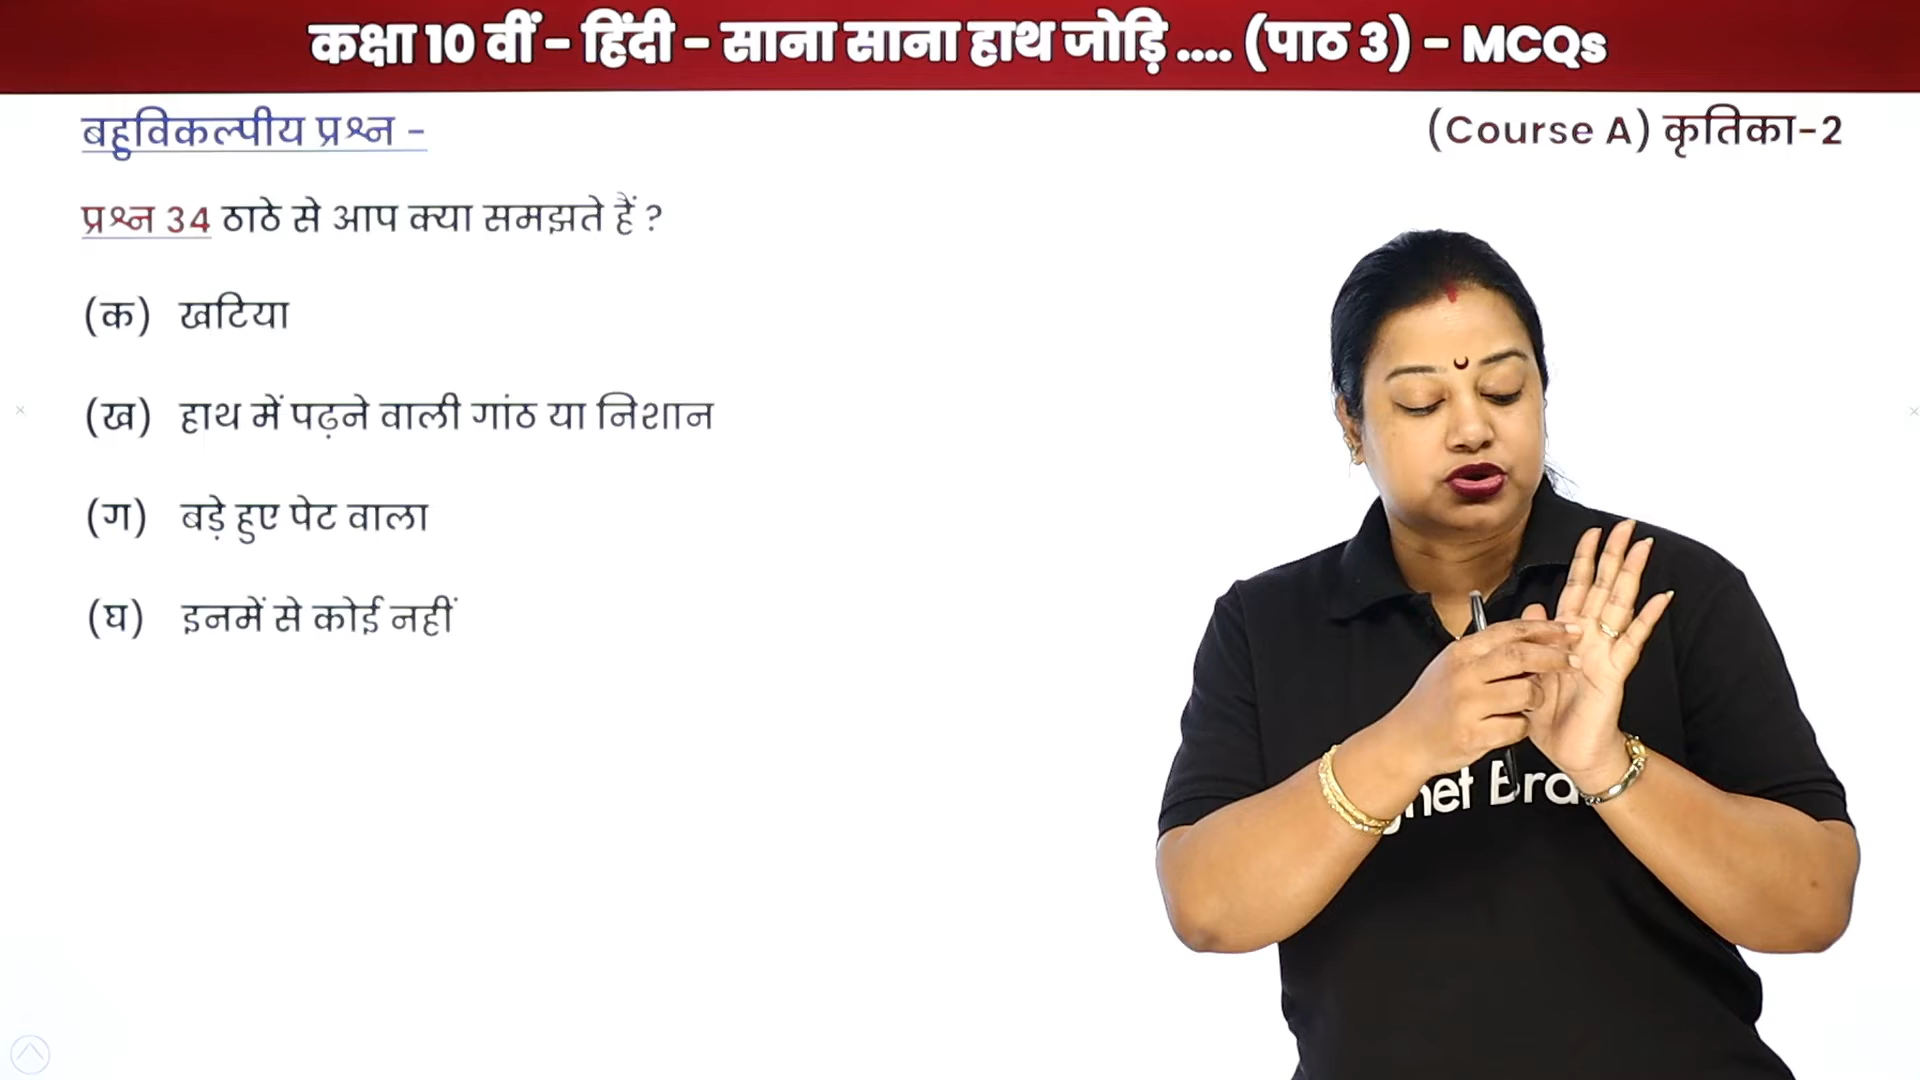 कक्षा 10 वीं - हिंदी - साना साना हाथ जोड़ि .... (पाठ 3) - MCQs
बहुविकल्पीय प्रश्न -
(Course A) कृतिका-2
प्रश्न 34 ठाठे से आप क्या समझते हैं ?
(क) खटिया
(ख) हाथ में पढ़ने वाली गांठ या निशान
(ग) बड़े हुए पेट वाला
(घ) इनमें से कोई नहीं